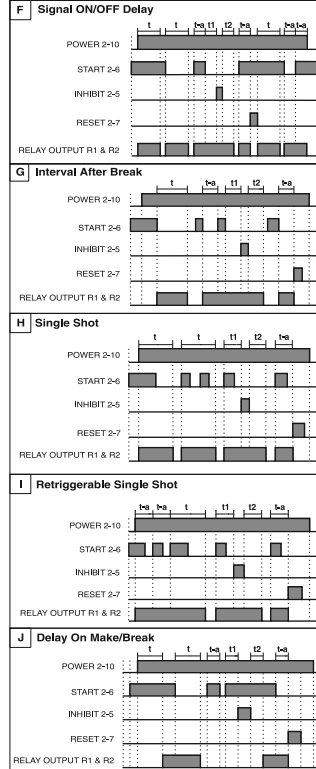 F Signal ON/OFF Delay
t t t-a t1 t2 t-a t t-a t-a
POWER 2-10
START 2-6
INHIBIT 2-5
RESET 2-7
RELAY OUTPUT R1 & R2
G Interval After Break
t t-a t1 t2 t-a
POWER 2-10
START 2-6
INHIBIT 2-5
RESET 2-7
RELAY OUTPUT R1 & R2
H Single Shot
t t t1 t2 t-a
POWER 2-10
START 2-6
INHIBIT 2-5
RESET 2-7
RELAY OUTPUT R1 & R2
I Retriggerable Single Shot
t-a t-a t t1 t2 t-a
POWER 2-10
START 2-6
INHIBIT 2-5
RESET 2-7
RELAY OUTPUT R1 & R2
J Delay On Make/Break
t t t-a t1 t2 t-a
POWER 2-10
START 2-6
INHIBIT 2-5
RESET 2-7
RELAY OUTPUT R1 & R2